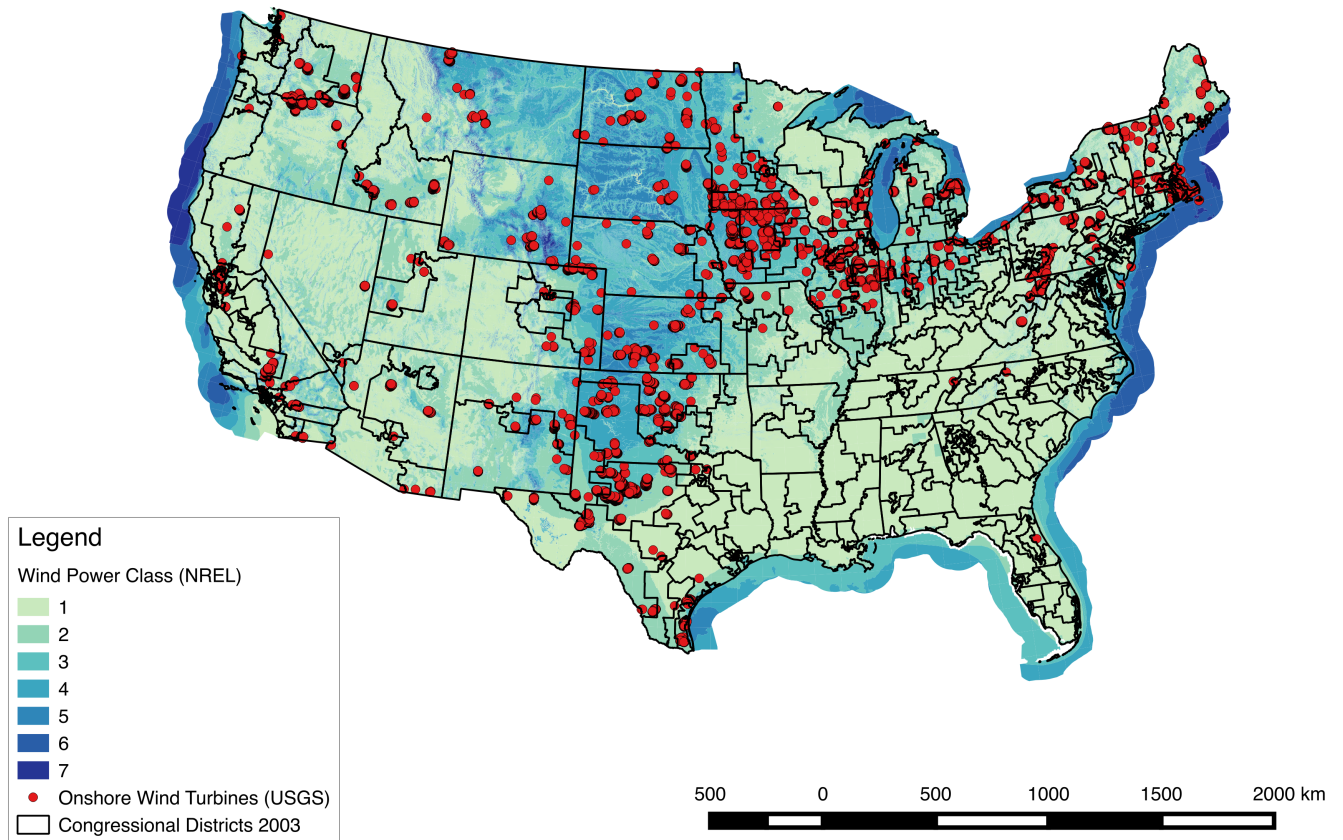 Legend
Wind Power Class (NREL)
1
2
3
4
5
6
7
Onshore Wind Turbines (USGS)
Congressional Districts 2003
500 0 500 1000 1500 2000 km